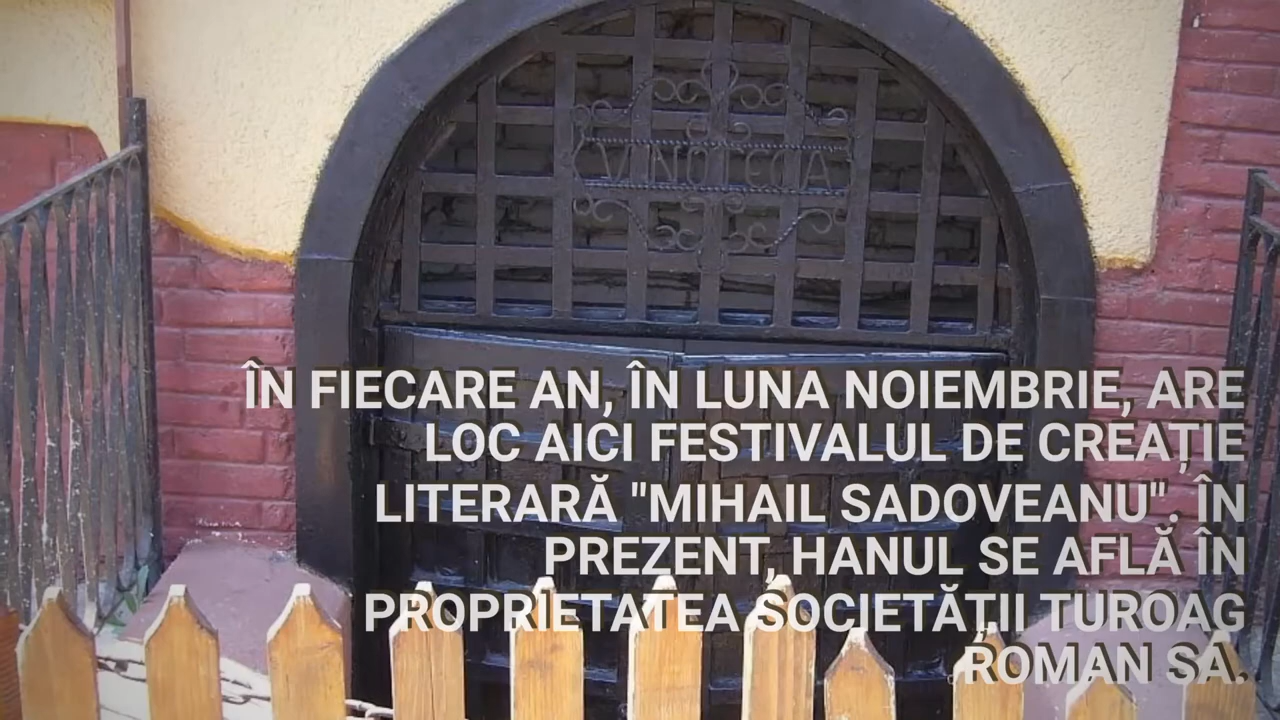 VINOTECA
ÎN FIECARE AN, ÎN LUNA NOIEMBRIE, ARE
LOC AICI FESTIVALUL DE CREAȚIE
LITERARĂ "MIHAIL SADOVEANU". ÎN
PREZENT, HANUL SE AFLĂ ÎN
PROPRIETATEA SOCIETĂȚII TUROAG
ROMAN SA.